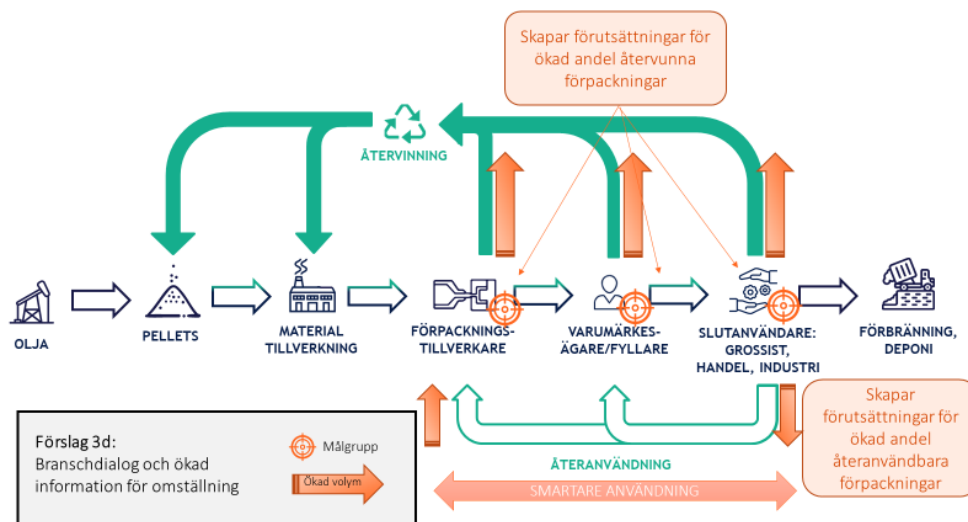 Skapar förutsättningar för
ökad andel återvunna
förpackningar
ÅTERVINNING
OLJA
PELLETS
MATERIAL
TILLVERKNING
FÖRPACKNINGS-
TILLVERKARE
VARUMÄRKES-
ÄGARE/FYLLARE
SLUTANVÄNDARE:
GROSSIST,
HANDEL, INDUSTRI
FÖRBRÄNNING,
DEPONI
Skapar
förutsättningar för
ökad andel
återanvändbara
förpackningar
ÅTERANVÄNDNING
SMARTARE ANVÄNDNING
Förslag 3d:
Branschdialog och ökad
information för omställning
Målgrupp
Ökad volym